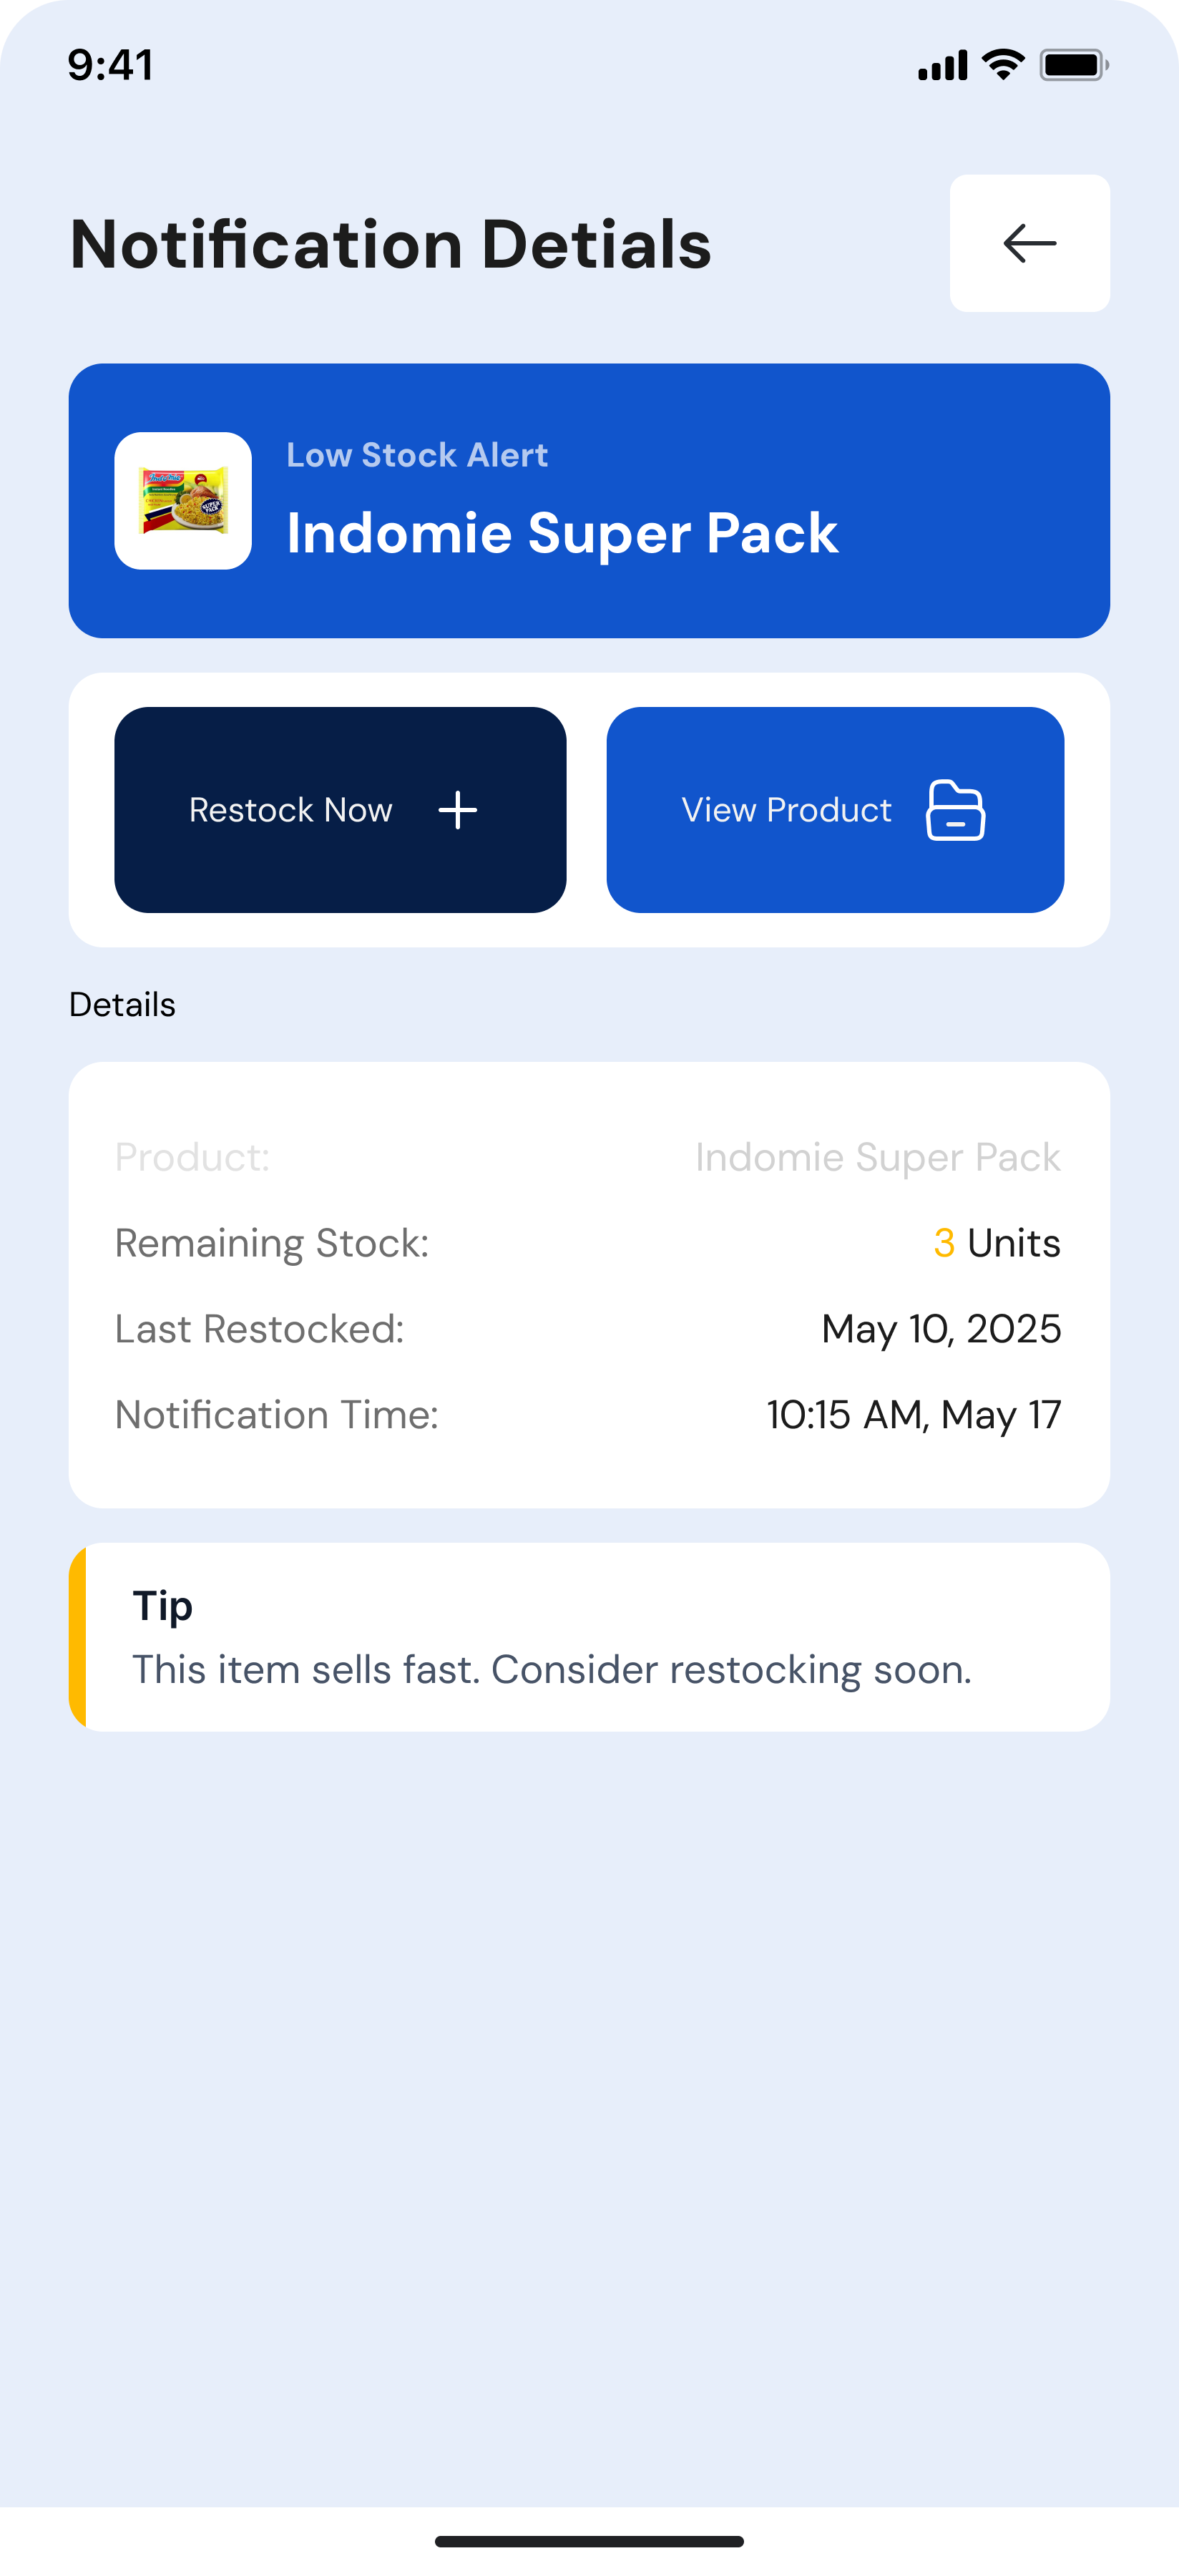 9:41
Notification Detials
Low Stock Alert
Indomie Super Pack
Restock Now
View Product
Details
Product: Indomie Super Pack
Remaining Stock: 3 Units
Last Restocked: May 10, 2025
Notification Time: 10:15 AM, May 17
Tip
This item sells fast. Consider restocking soon.